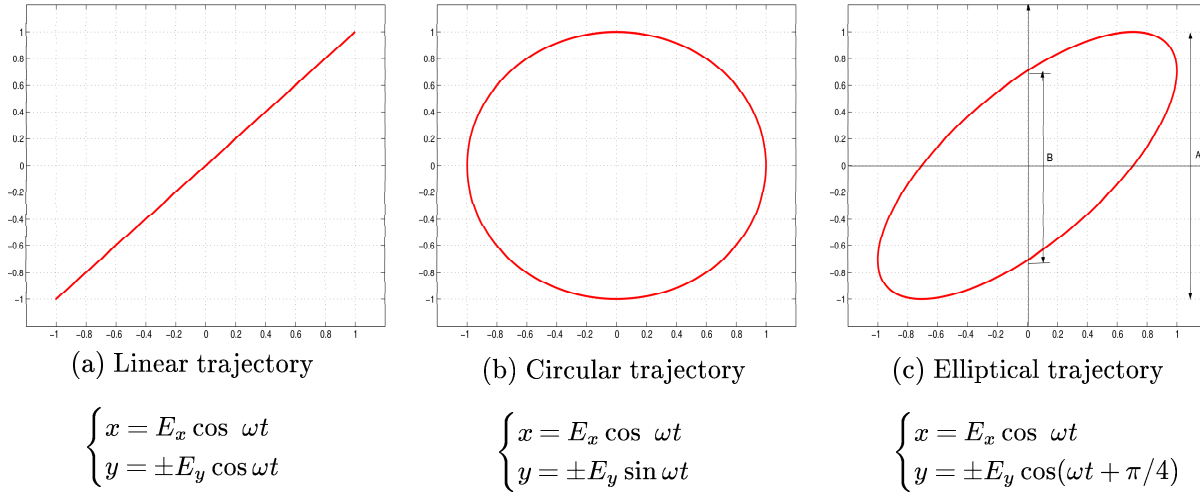 1
0.8
0.6
0.4
0.2
0
−0.2
−0.4
−0.6
−0.8
−1
−1 −0.8 −0.6 −0.4 −0.2 0 0.2 0.4 0.6 0.8 1
(a) Linear trajectory
x = E_x cos ωt
y = ±E_y cos ωt
1
0.8
0.6
0.4
0.2
0
−0.2
−0.4
−0.6
−0.8
−1
−1 −0.8 −0.6 −0.4 −0.2 0 0.2 0.4 0.6 0.8 1
(b) Circular trajectory
x = E_x cos ωt
y = ±E_y sin ωt
1
0.8
0.6
0.4
0.2
0
−0.2
−0.4
−0.6
−0.8
−1
B
A
−1 −0.8 −0.6 −0.4 −0.2 0 0.2 0.4 0.6 0.8 1
(c) Elliptical trajectory
x = E_x cos ωt
y = ±E_y cos(ωt + π/4)